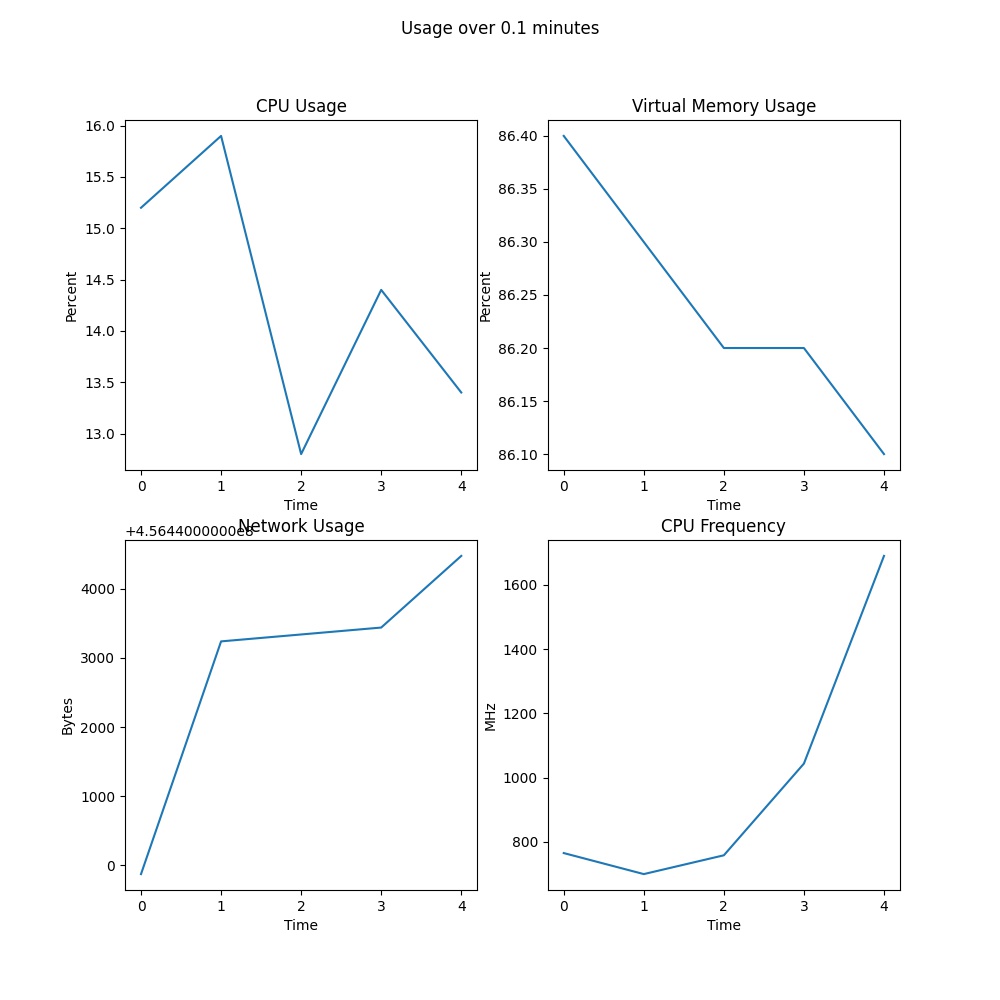 Usage over 0.1 minutes
CPU Usage
16.0
15.5
15.0
14.5
14.0
13.5
13.0
Percent
0 1 2 3 4
Time
Virtual Memory Usage
86.40
86.35
86.30
86.25
86.20
86.15
86.10
Percent
0 1 2 3 4
Time
Network Usage
+4.5644000000e8
4000
3000
2000
1000
0
Bytes
0 1 2 3 4
Time
CPU Frequency
1600
1400
1200
1000
800
MHz
0 1 2 3 4
Time